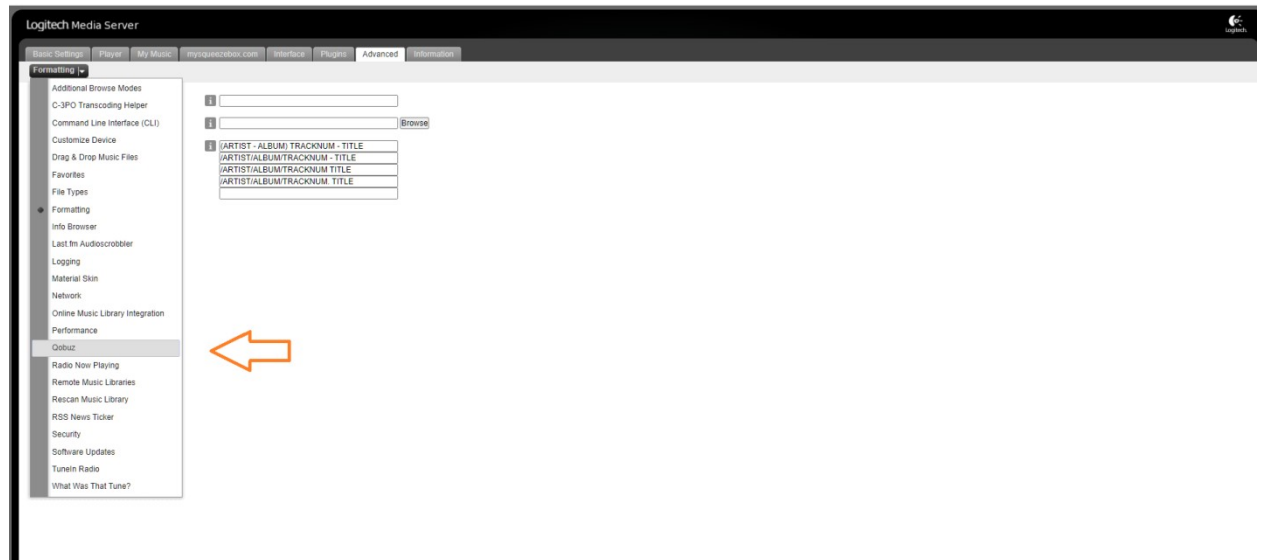 Logitech Media Server
Logitech
Basic Settings Player My Music mysqueezebox.com Interface Plugins Advanced Information
Formatting
Additional Browse Modes
C-3PO Transcoding Helper
Command Line Interface (CLI)
Customize Device
Drag & Drop Music Files
Favorites
File Types
Formatting
Info Browser
Last.fm Audioscrobbler
Logging
Material Skin
Network
Online Music Library Integration
Performance
Qobuz
Radio Now Playing
Remote Music Libraries
Rescan Music Library
RSS News Ticker
Security
Software Updates
TuneIn Radio
What Was That Tune?
i
i Browse
i (ARTIST - ALBUM) TRACKNUM - TITLE
/ARTIST/ALBUM/TRACKNUM - TITLE
/ARTIST/ALBUM/TRACKNUM TITLE
/ARTIST/ALBUM/TRACKNUM. TITLE